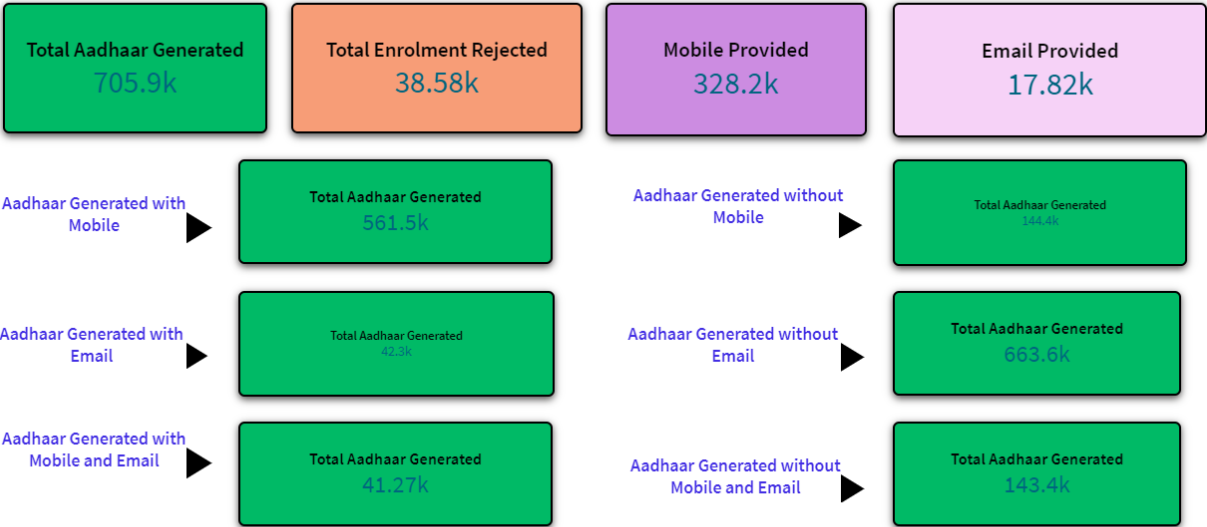 Total Aadhaar Generated
705.9k
Total Enrolment Rejected
38.58k
Mobile Provided
328.2k
Email Provided
17.82k
Aadhaar Generated with
Mobile
Total Aadhaar Generated
561.5k
Aadhaar Generated without
Mobile
Total Aadhaar Generated
144.4k
Aadhaar Generated with
Email
Total Aadhaar Generated
42.3k
Aadhaar Generated without
Email
Total Aadhaar Generated
663.6k
Aadhaar Generated with
Mobile and Email
Total Aadhaar Generated
41.27k
Aadhaar Generated without
Mobile and Email
Total Aadhaar Generated
143.4k